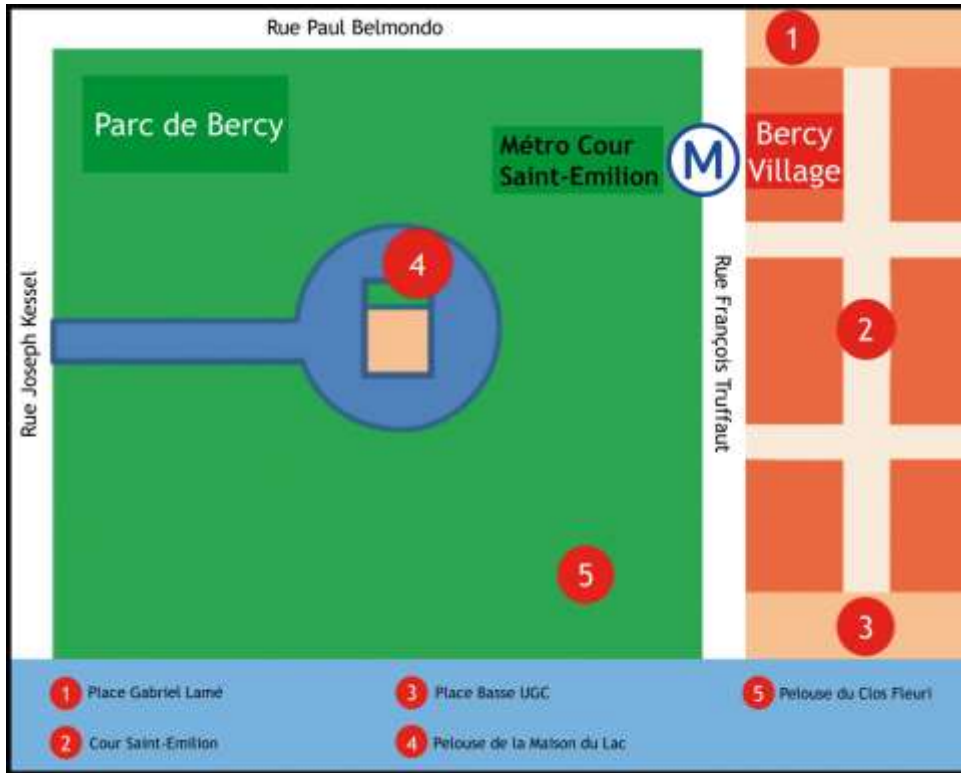 Rue Paul Belmondo
1
Parc de Bercy
Métro Cour
Saint-Emilion
M
Bercy
Village
4
Rue Joseph Kessel
Rue François Truffaut
2
5
3
1 Place Gabriel Lamé
3 Place Basse UGC
5 Pelouse du Clos Fleuri
2 Cour Saint-Emilion
4 Pelouse de la Maison du Lac